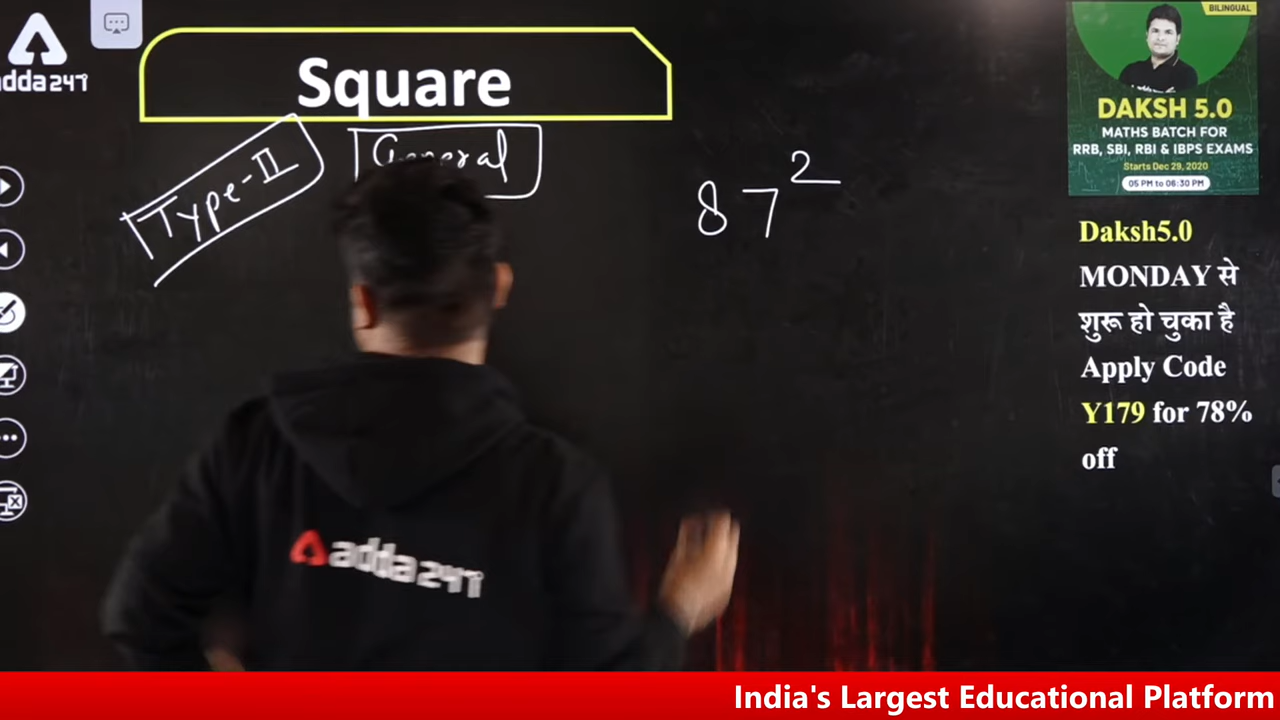 adda247
Square
Type-II
General
87²
BILINGUAL
DAKSH 5.0
MATHS BATCH FOR
RRB, SBI, RBI & IBPS EXAMS
Starts Dec 29, 2020
05 PM to 06:30 PM
Daksh5.0
MONDAY से
शुरू हो चुका है
Apply Code
Y179 for 78%
off
adda247
India's Largest Educational Platform